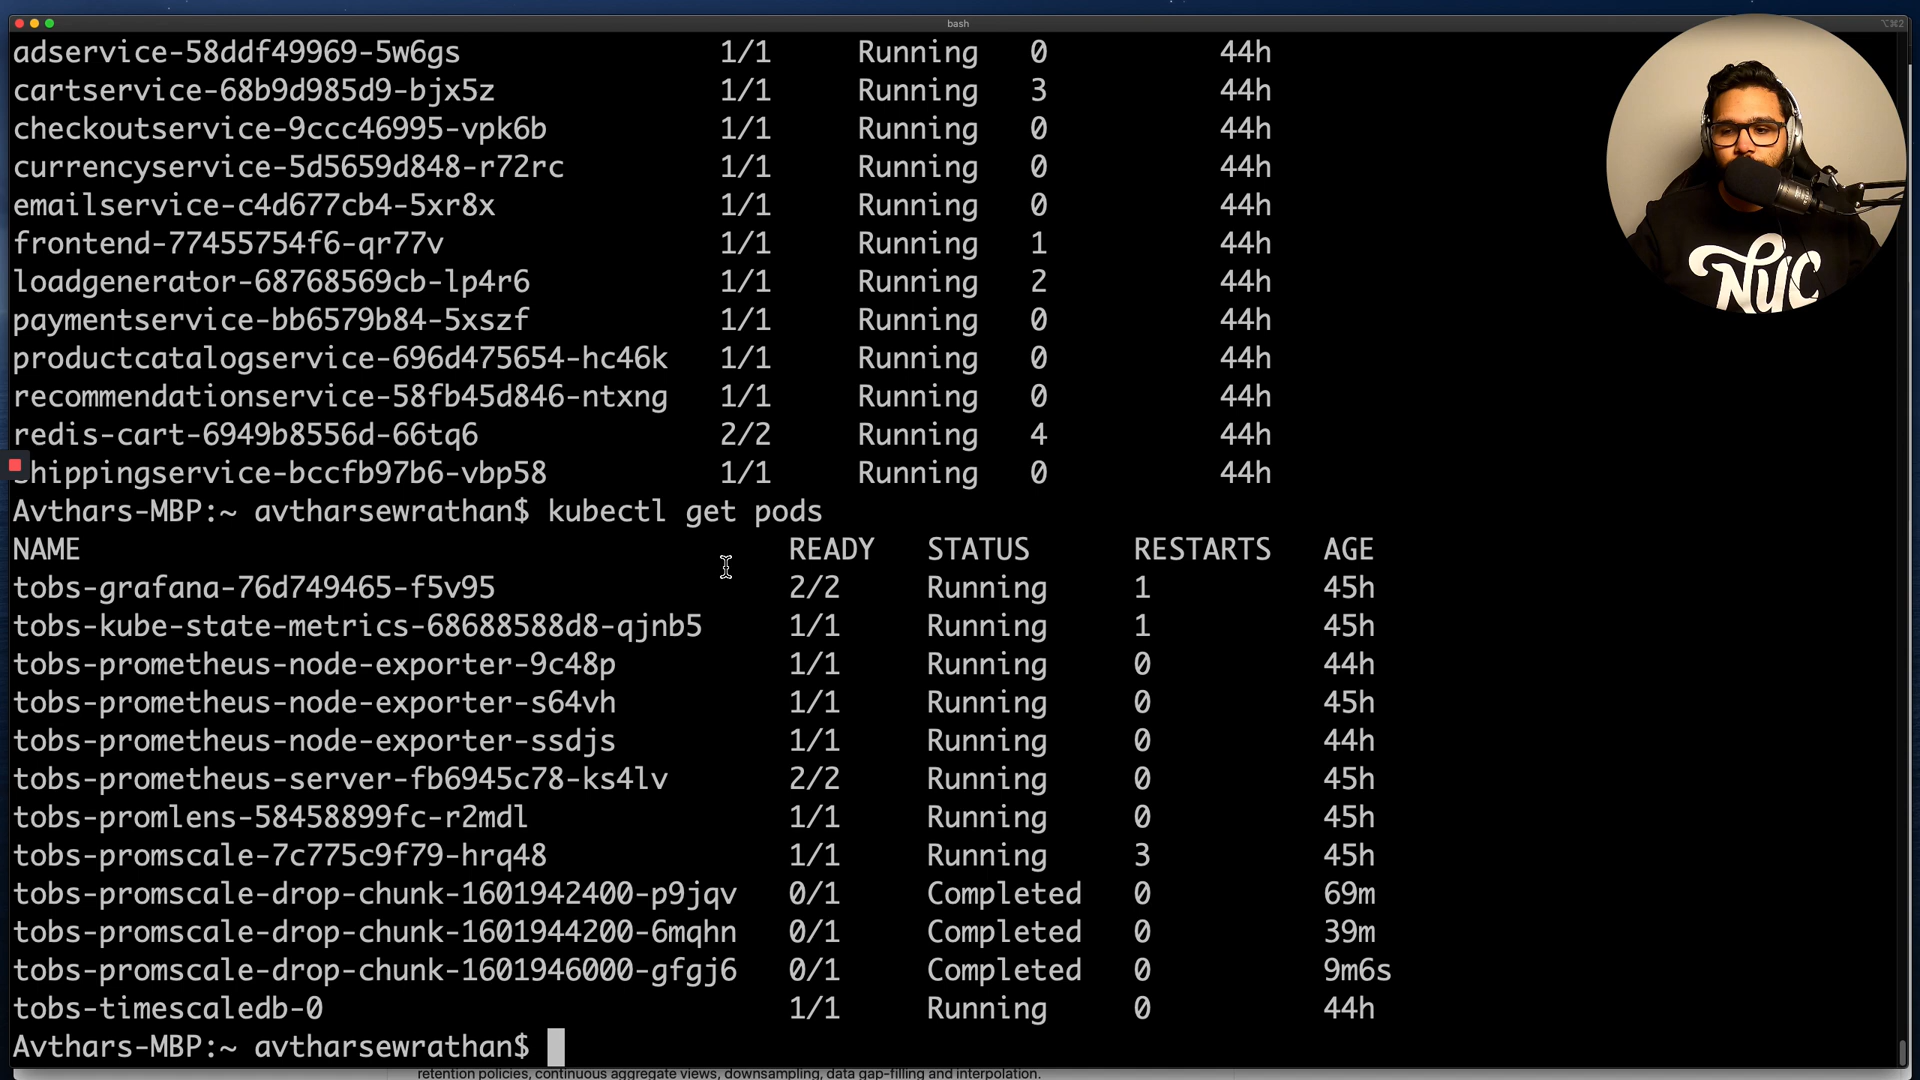 bash
⌥⌘2
adservice-58ddf49969-5w6gs 1/1 Running 0 44h
cartservice-68b9d985d9-bjx5z 1/1 Running 3 44h
checkoutservice-9ccc46995-vpk6b 1/1 Running 0 44h
currencyservice-5d5659d848-r72rc 1/1 Running 0 44h
emailservice-c4d677cb4-5xr8x 1/1 Running 0 44h
frontend-77455754f6-qr77v 1/1 Running 1 44h
loadgenerator-68768569cb-lp4r6 1/1 Running 2 44h
paymentservice-bb6579b84-5xszf 1/1 Running 0 44h
productcatalogservice-696d475654-hc46k 1/1 Running 0 44h
recommendationservice-58fb45d846-ntxng 1/1 Running 0 44h
redis-cart-6949b8556d-66tq6 2/2 Running 4 44h
shippingservice-bccfb97b6-vbp58 1/1 Running 0 44h
NYC
Avthars-MBP:~ avtharsewrathan$ kubectl get pods
NAME READY STATUS RESTARTS AGE
tobs-grafana-76d749465-f5v95 2/2 Running 1 45h
tobs-kube-state-metrics-68688588d8-qjnb5 1/1 Running 1 45h
tobs-prometheus-node-exporter-9c48p 1/1 Running 0 44h
tobs-prometheus-node-exporter-s64vh 1/1 Running 0 45h
tobs-prometheus-node-exporter-ssdjs 1/1 Running 0 44h
tobs-prometheus-server-fb6945c78-ks4lv 2/2 Running 0 45h
tobs-promlens-58458899fc-r2mdl 1/1 Running 0 45h
tobs-promscale-7c775c9f79-hrq48 1/1 Running 3 45h
tobs-promscale-drop-chunk-1601942400-p9jqv 0/1 Completed 0 69m
tobs-promscale-drop-chunk-1601944200-6mqhn 0/1 Completed 0 39m
tobs-promscale-drop-chunk-1601946000-gfgj6 0/1 Completed 0 9m6s
tobs-timescaledb-0 1/1 Running 0 44h
Avthars-MBP:~ avtharsewrathan$
retention policies, continuous aggregate views, downsampling, data gap-filling and interpolation.